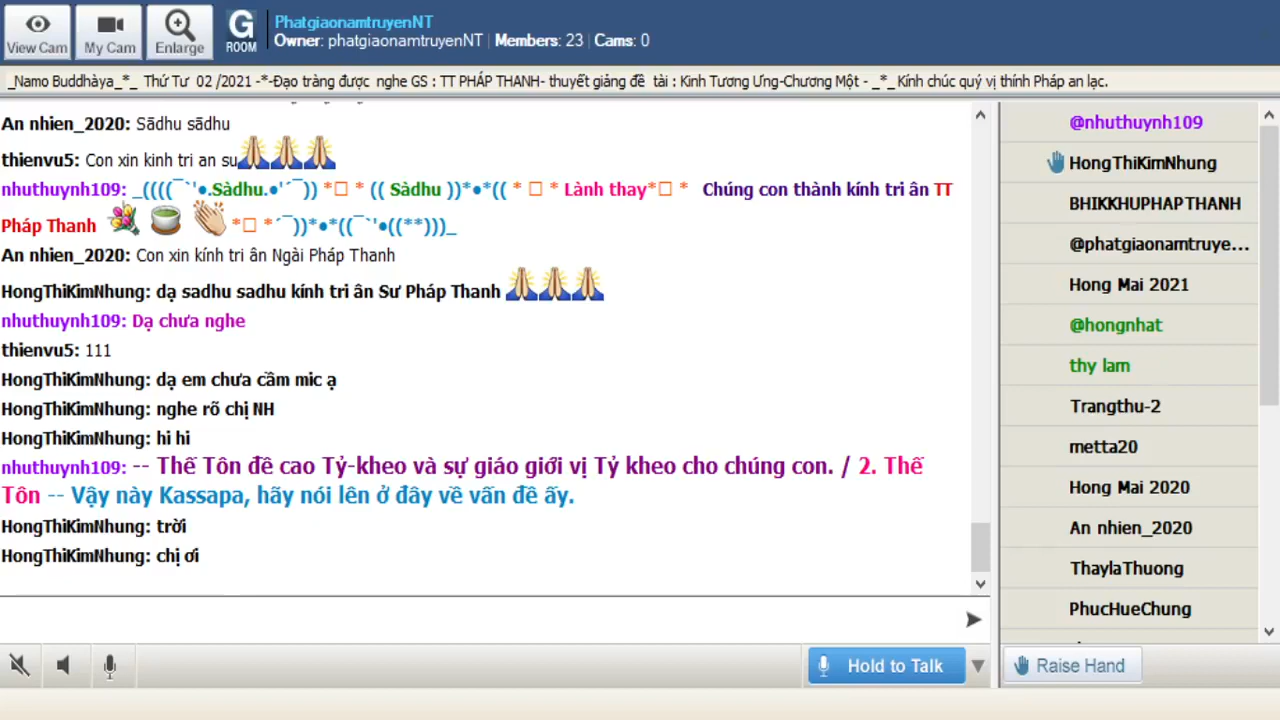 View Cam
My Cam
Enlarge
G
ROOM
PhatgiaonamtruyenNT
Owner: phatgiaonamtruyenNT | Members: 23 | Cams: 0
_Namo Buddhàya_*_ Thứ Tư 02 /2021 -*-Đạo tràng được nghe GS : TT PHÁP THANH- thuyết giảng đề tài : Kinh Tương Ưng-Chương Một - _*_ Kính chúc quý vị thính Pháp an lạc.
An nhien_2020: Sādhu sādhu
thienvu5: Con xin kinh tri an su
nhuthuynh109: _((((¯`'●.Sàdhu.●'´¯)) *□ * (( Sàdhu ))*●*(( * □ * Lành thay*□ * Chúng con thành kính tri ân TT
Pháp Thanh *□ *´¯))*●*((¯`'●((**)))_
An nhien_2020: Con xin kính tri ân Ngài Pháp Thanh
HongThiKimNhung: dạ sadhu sadhu kính tri ân Sư Pháp Thanh
nhuthuynh109: Dạ chưa nghe
thienvu5: 111
HongThiKimNhung: dạ em chưa cầm mic ạ
HongThiKimNhung: nghe rõ chị NH
HongThiKimNhung: hi hi
nhuthuynh109: -- Thế Tôn đề cao Tỷ-kheo và sự giáo giới vị Tỷ kheo cho chúng con. / 2. Thế
Tôn -- Vậy này Kassapa, hãy nói lên ở đây về vấn đề ấy.
HongThiKimNhung: trời
HongThiKimNhung: chị ơi
@nhuthuynh109
HongThiKimNhung
BHIKKHUPHAPTHANH
@phatgiaonamtruye...
Hong Mai 2021
@hongnhat
thy lam
Trangthu-2
metta20
Hong Mai 2020
An nhien_2020
ThaylaThuong
PhucHueChung
Hold to Talk
Raise Hand